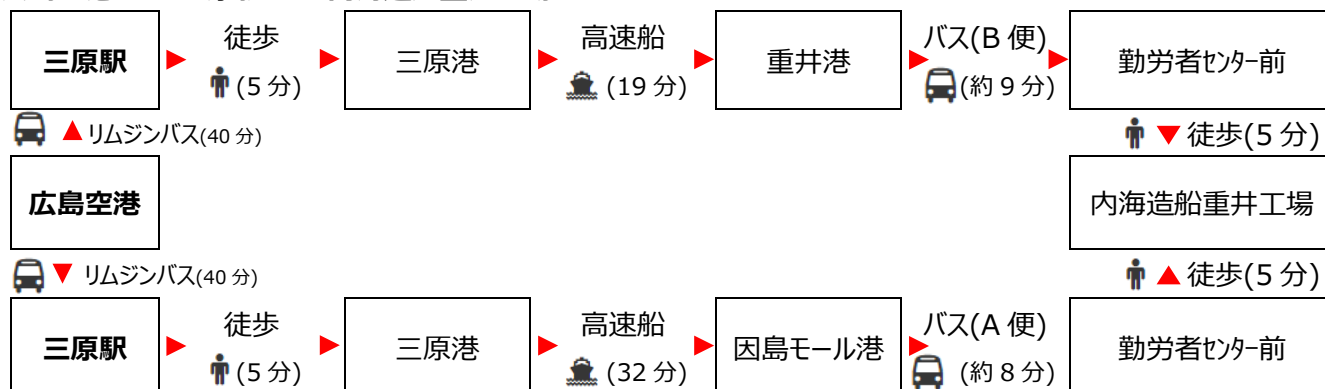 三原駅 徒歩 (5 分) 三原港 高速船 (19 分) 重井港 バス(B 便) (約 9 分) 勤労者ｾﾝﾀｰ前
リムジンバス(40 分) 徒歩(5 分)
広島空港 内海造船重井工場
リムジンバス(40 分) 徒歩(5 分)
三原駅 徒歩 (5 分) 三原港 高速船 (32 分) 因島モール港 バス(A 便) (約 8 分) 勤労者ｾﾝﾀｰ前